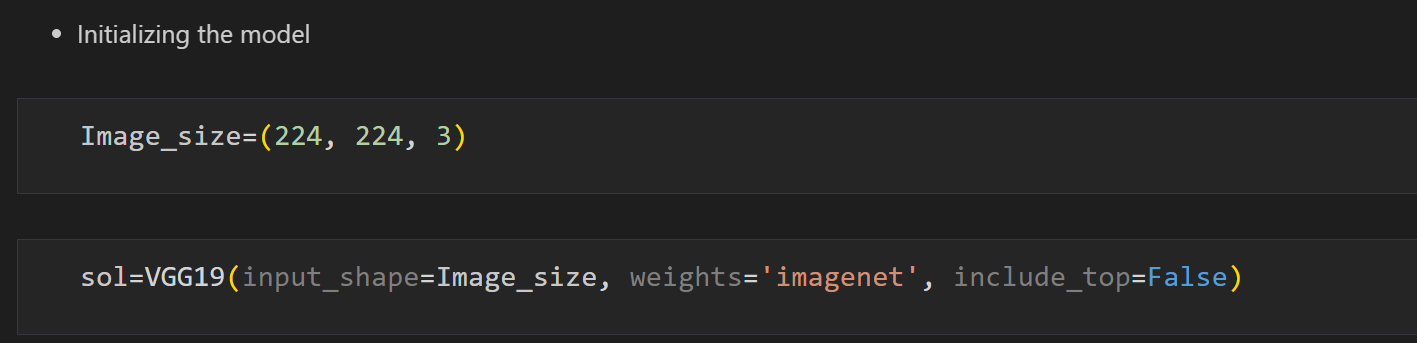 • Initializing the model
Image_size=(224, 224, 3)
sol=VGG19(input_shape=Image_size, weights='imagenet', include_top=False)